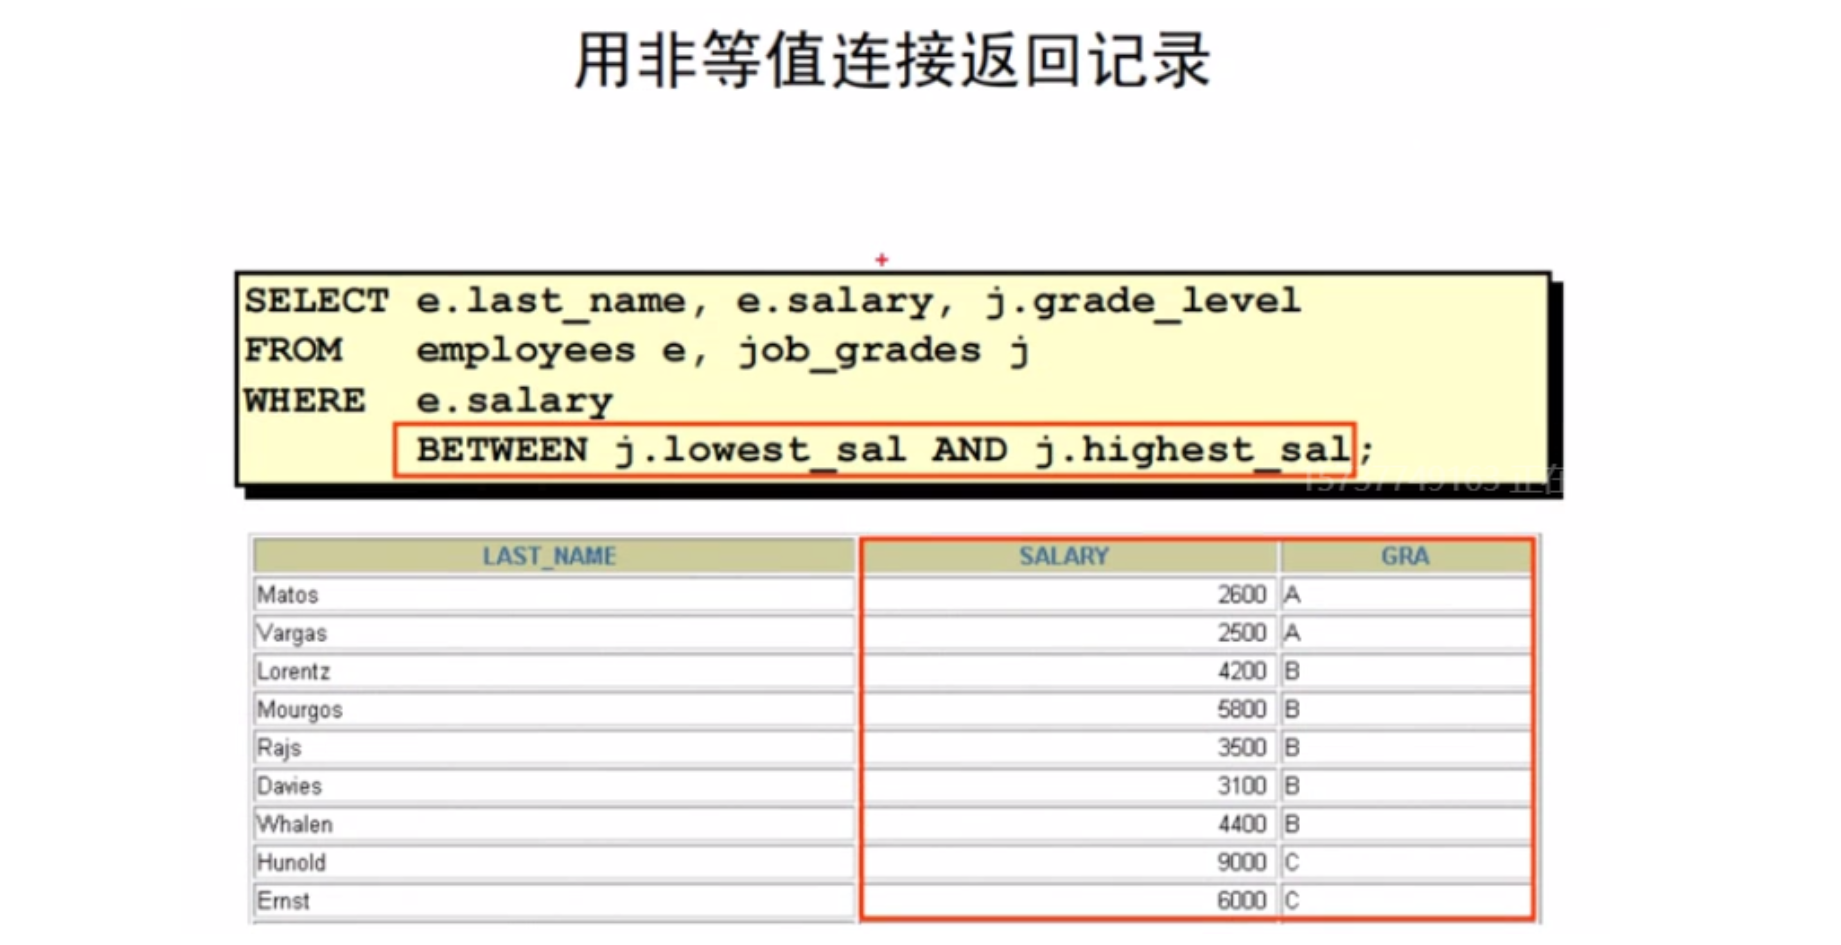 用非等值连接返回记录
SELECT e.last_name, e.salary, j.grade_level
FROM employees e, job_grades j
WHERE e.salary
BETWEEN j.lowest_sal AND j.highest_sal;
LAST_NAME SALARY GRA
Matos 2600 A
Vargas 2500 A
Lorentz 4200 B
Mourgos 5800 B
Rajs 3500 B
Davies 3100 B
Whalen 4400 B
Hunold 9000 C
Ernst 6000 C